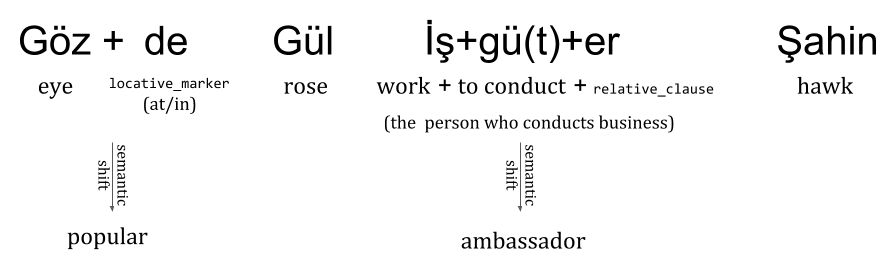 Göz + de Gül İş+gü(t)+er Şahin
eye locative_marker rose work + to conduct + relative_clause hawk
(at/in)
(the person who conducts business)
semantic shift semantic shift
popular ambassador